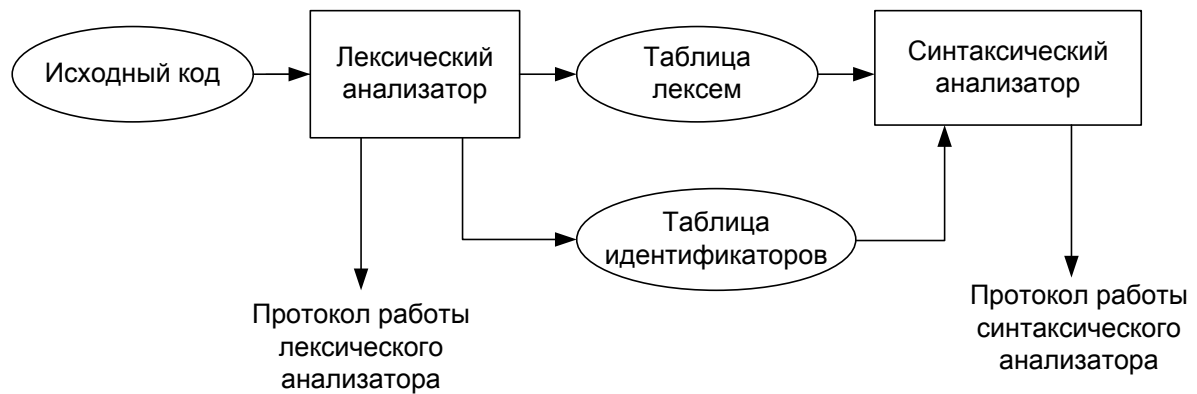 Исходный код
Лексический
анализатор
Таблица
лексем
Синтаксический
анализатор
Таблица
идентификаторов
Протокол работы
лексического
анализатора
Протокол работы
синтаксического
анализатора